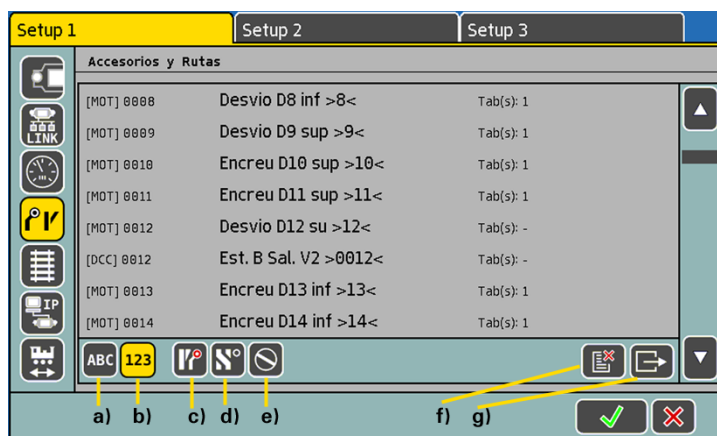 Setup 1 Setup 2 Setup 3
Accesorios y Rutas
LINK
IP
[MOT] 0008 Desvio D8 inf >8< Tab(s): 1
[MOT] 0009 Desvio D9 sup >9< Tab(s): 1
[MOT] 0010 Encreu D10 sup >10< Tab(s): 1
[MOT] 0011 Encreu D11 sup >11< Tab(s): 1
[MOT] 0012 Desvio D12 su >12< Tab(s): -
[DCC] 0012 Est. B Sal. V2 >0012< Tab(s): -
[MOT] 0013 Encreu D13 inf >13< Tab(s): 1
[MOT] 0014 Encreu D14 inf >14< Tab(s): 1
ABC 123
a) b) c) d) e) f) g)